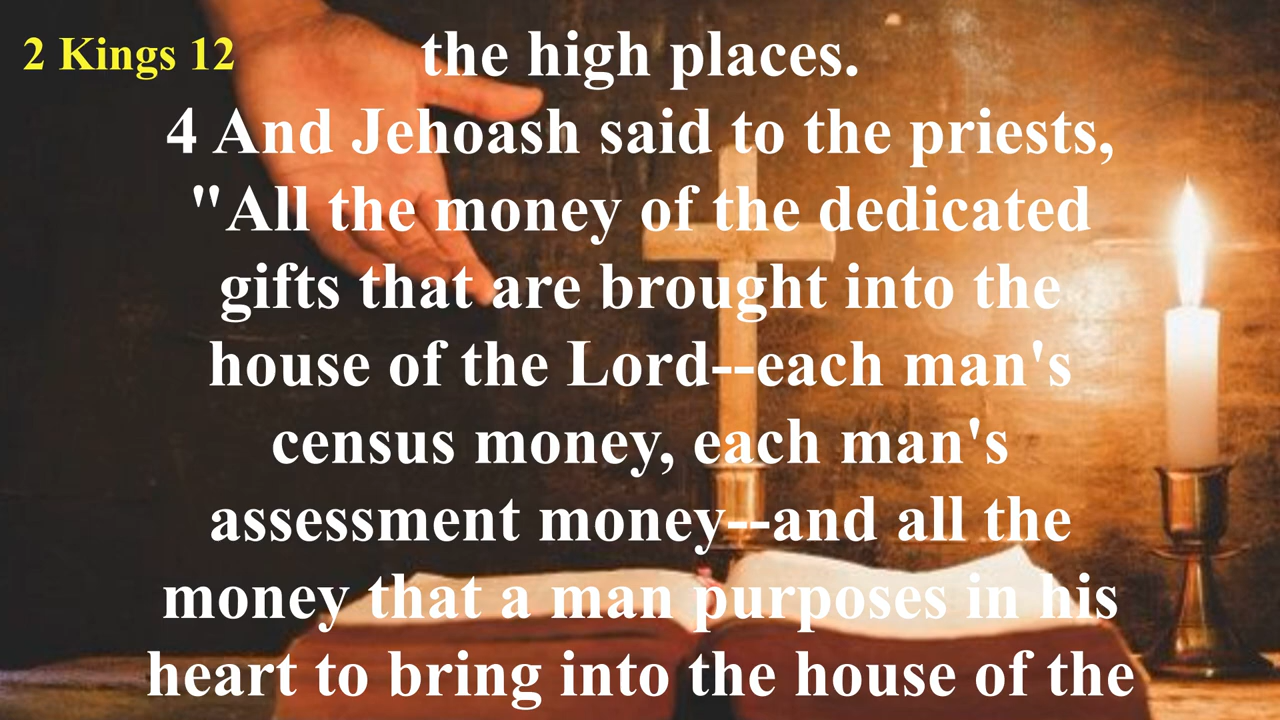 2 Kings 12
the high places.
4 And Jehoash said to the priests,
"All the money of the dedicated
gifts that are brought into the
house of the Lord--each man's
census money, each man's
assessment money--and all the
money that a man purposes in his
heart to bring into the house of the